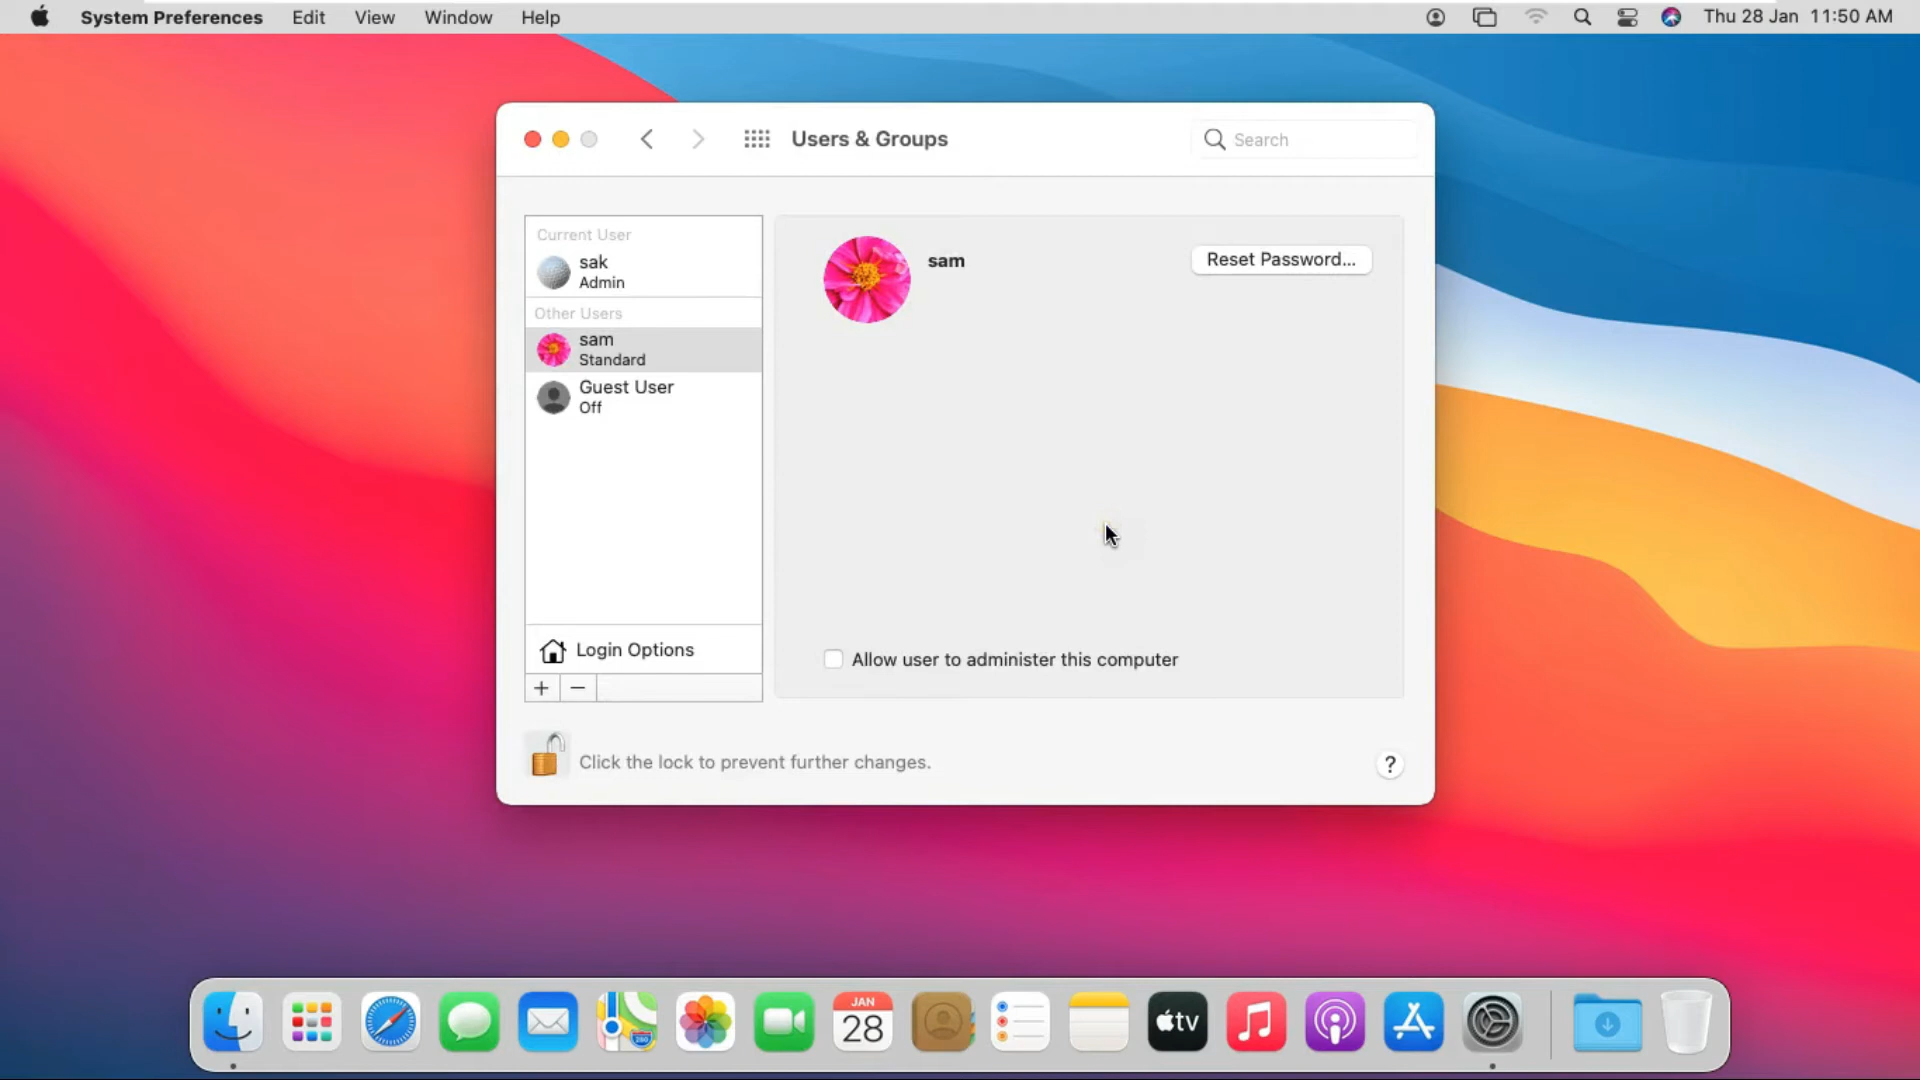 System Preferences Edit View Window Help Thu 28 Jan 11:50 AM
Users & Groups
Search
Current User
sak
Admin
Other Users
sam
Standard
Guest User
Off
Login Options
+ −
sam
Reset Password...
Allow user to administer this computer
Click the lock to prevent further changes.
?
JAN
28
280
tv